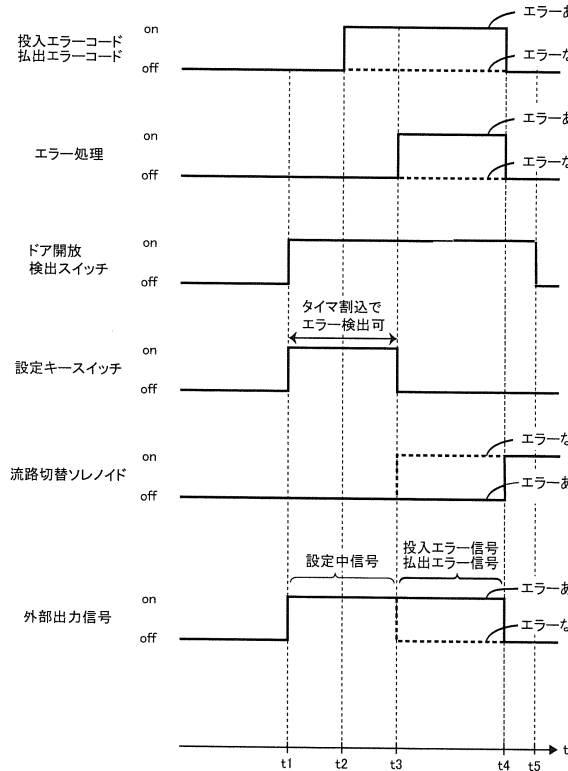 投入エラーコード
払出エラーコード
on
off
エラーあ
エラーな
エラー処理
on
off
エラーあ
エラーな
ドア開放
検出スイッチ
on
off
タイマ割込で
エラー検出可
設定キースイッチ
on
off
流路切替ソレノイド
on
off
エラーな
エラーあ
設定中信号
投入エラー信号
払出エラー信号
外部出力信号
on
off
エラーあ
エラーな
t1
t2
t3
t4
t5
t